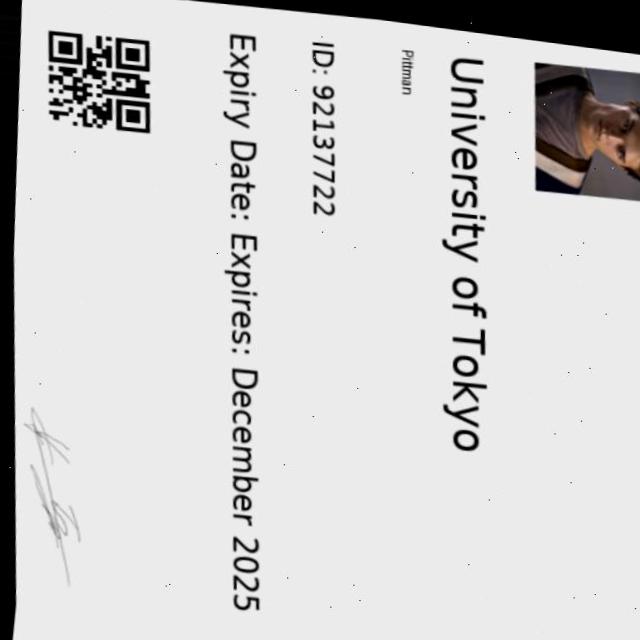 University of Tokyo
Pittman
ID: 92137722
Expiry Date: Expires: December 2025